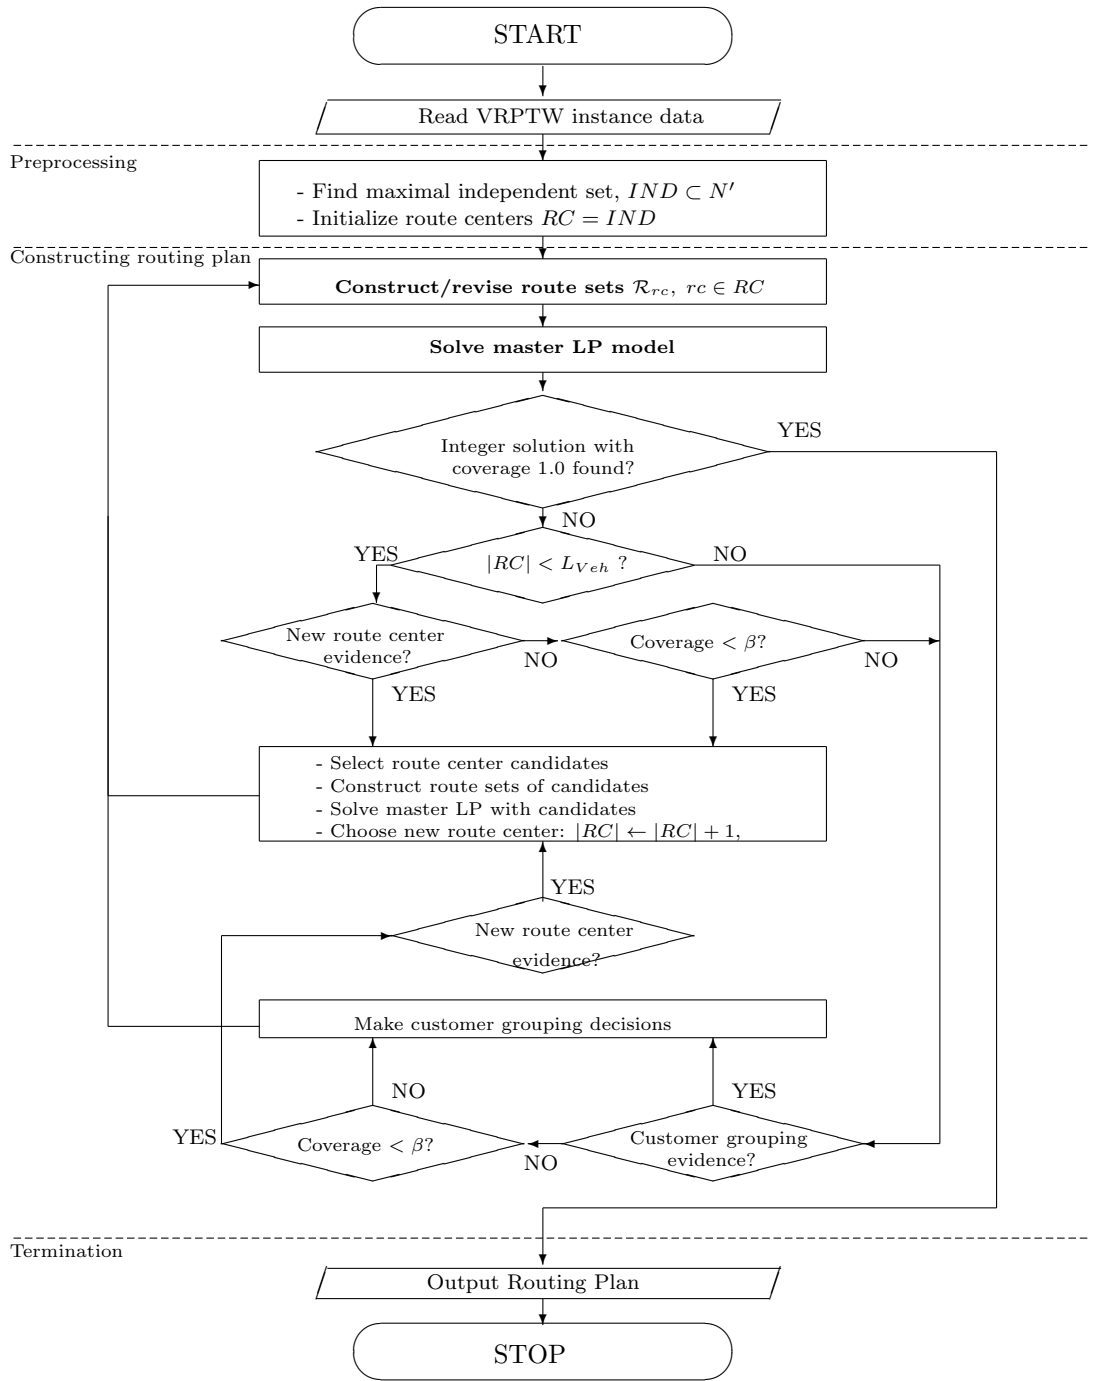 START
Read VRPTW instance data
Preprocessing
- Find maximal independent set, IND ⊂ N′
- Initialize route centers RC = IND
Constructing routing plan
Construct/revise route sets ℛrc, rc ∈ RC
Solve master LP model
YES
Integer solution with
coverage 1.0 found?
NO
YES
|RC| < LVeh ?
NO
New route center
evidence?
NO
Coverage < β?
NO
YES
YES
- Select route center candidates
- Construct route sets of candidates
- Solve master LP with candidates
- Choose new route center: |RC| ← |RC| + 1,
YES
New route center
evidence?
Make customer grouping decisions
NO
YES
YES
Coverage < β?
NO
Customer grouping
evidence?
Termination
Output Routing Plan
STOP